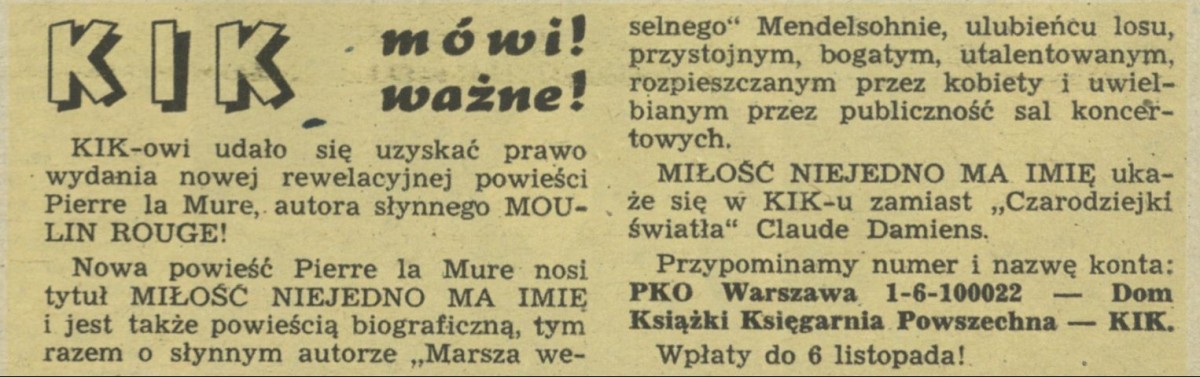 KIK mówi!
ważne!
KIK-owi udało się uzyskać prawo
wydania nowej rewelacyjnej powieści
Pierre la Mure, autora słynnego MOU-
LIN ROUGE!
Nowa powieść Pierre la Mure nosi
tytuł MIŁOŚĆ NIEJEDNO MA IMIĘ
i jest także powieścią biograficzną, tym
razem o słynnym autorze „Marsza we-
selnego“ Mendelsohnie, ulubieńcu losu,
przystojnym, bogatym, utalentowanym,
rozpieszczanym przez kobiety i uwiel-
bianym przez publiczność sal koncer-
towych.
MIŁOŚĆ NIEJEDNO MA IMIĘ uka-
że się w KIK-u zamiast „Czarodziejki
światła“ Claude Damiens.
Przypominamy numer i nazwę konta:
PKO Warszawa 1-6-100022 — Dom
Książki Księgarnia Powszechna — KIK.
Wpłaty do 6 listopada!